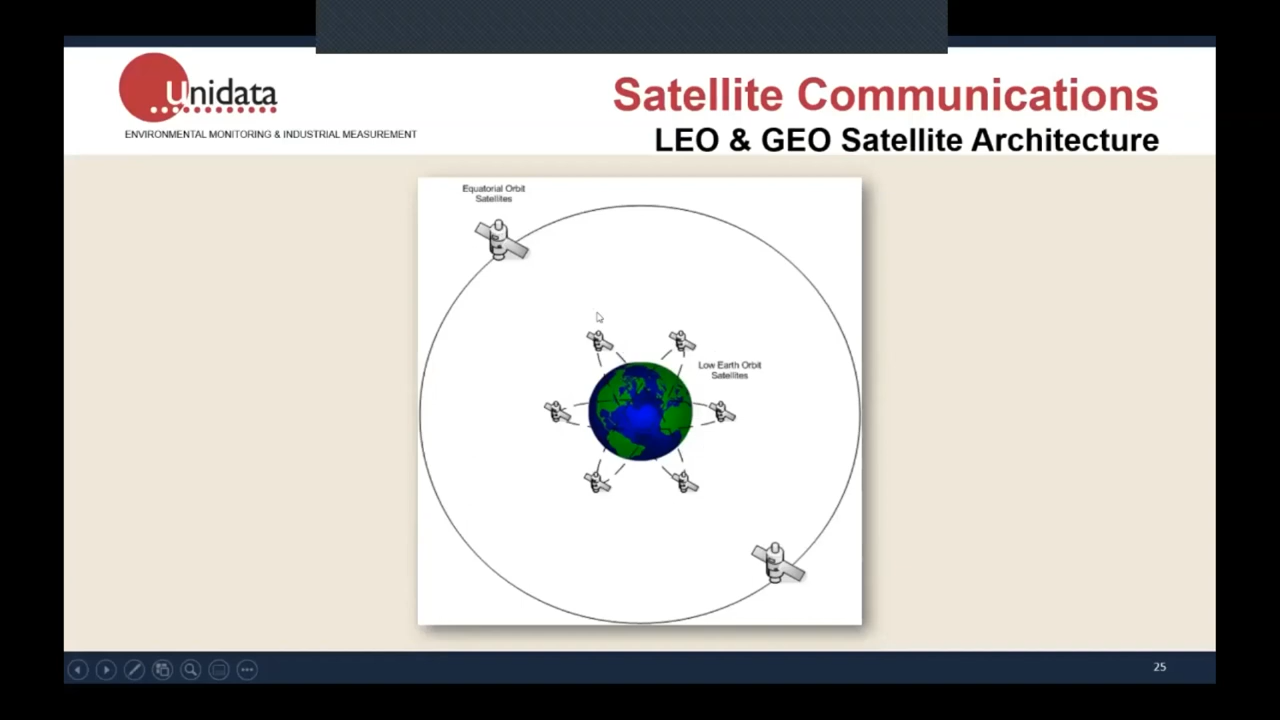 Unidata
ENVIRONMENTAL MONITORING & INDUSTRIAL MEASUREMENT
Satellite Communications
LEO & GEO Satellite Architecture
Equatorial Orbit
Satellites
Low Earth Orbit
Satellites
25